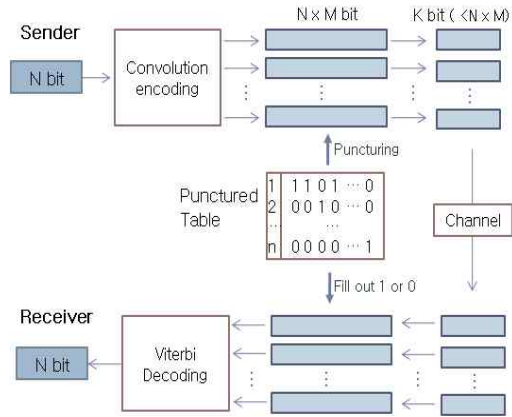 N x M bit
K bit ( <N x M)
Sender
N bit
Convolution
encoding
Puncturing
Punctured
Table
1 1 1 0 1 ··· 0
2 0 0 1 0 ··· 0
··· ···
n 0 0 0 0 ··· 1
Channel
Fill out 1 or 0
Receiver
N bit
Viterbi
Decoding